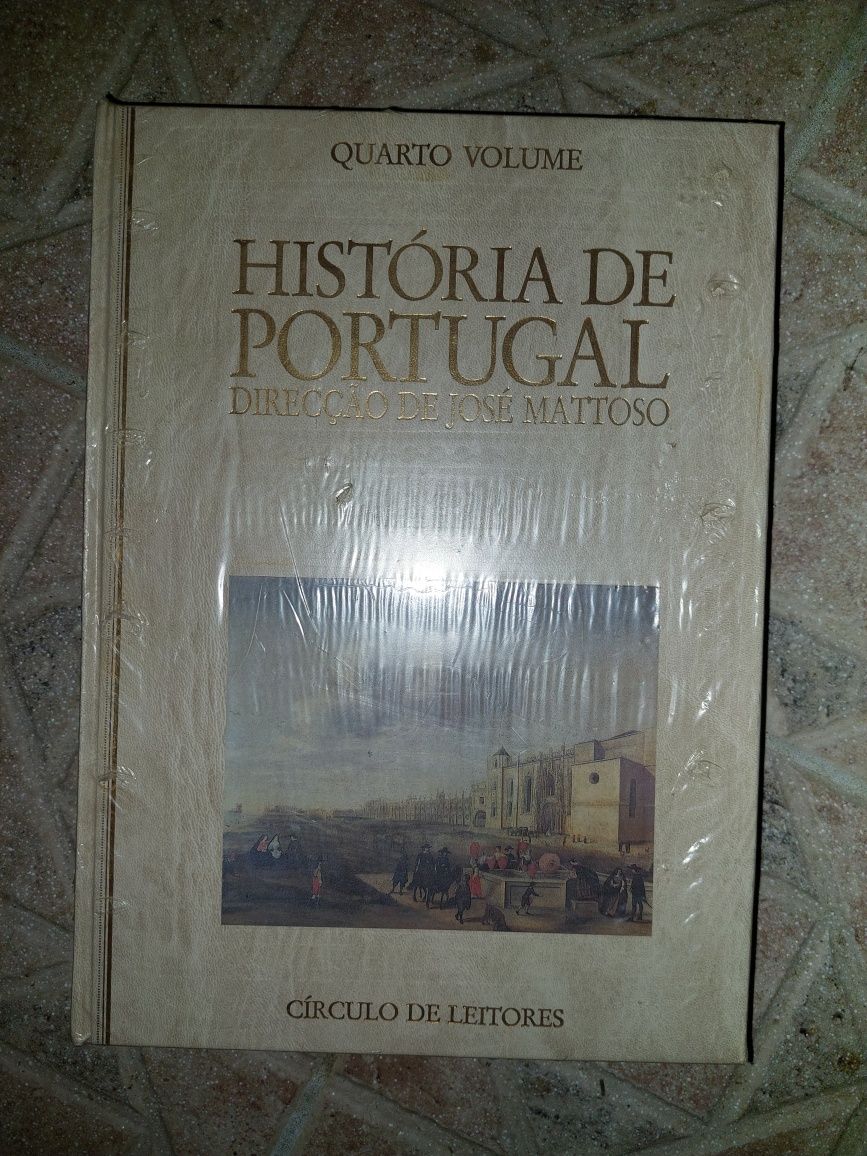 QUARTO VOLUME
HISTÓRIA DE
PORTUGAL
DIRECÇÃO DE JOSÉ MATTOSO
CÍRCULO DE LEITORES